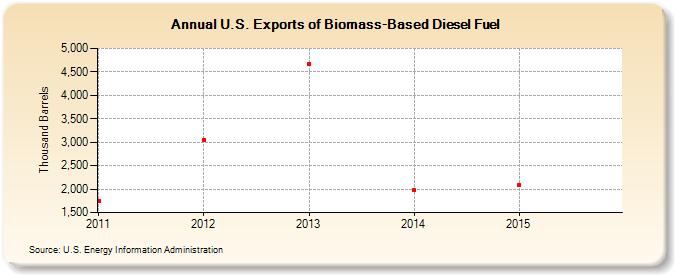 Annual U.S. Exports of Biomass-Based Diesel Fuel
Thousand Barrels
5,000
4,500
4,000
3,500
3,000
2,500
2,000
1,500
2011 2012 2013 2014 2015
Source: U.S. Energy Information Administration